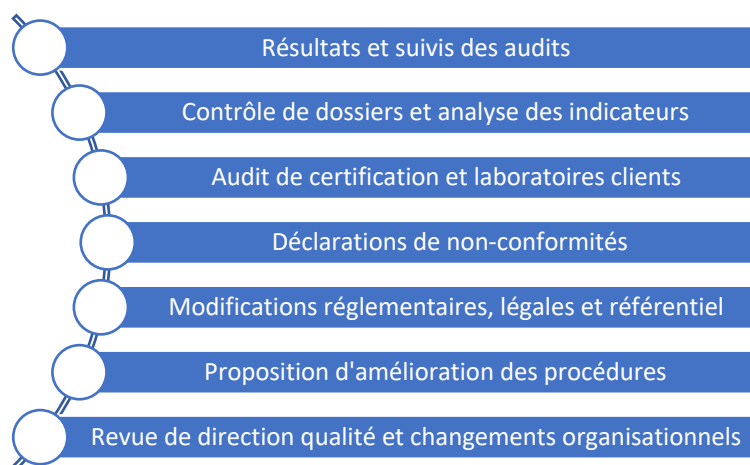 Résultats et suivis des audits
Contrôle de dossiers et analyse des indicateurs
Audit de certification et laboratoires clients
Déclarations de non-conformités
Modifications réglementaires, légales et référentiel
Proposition d'amélioration des procédures
Revue de direction qualité et changements organisationnels